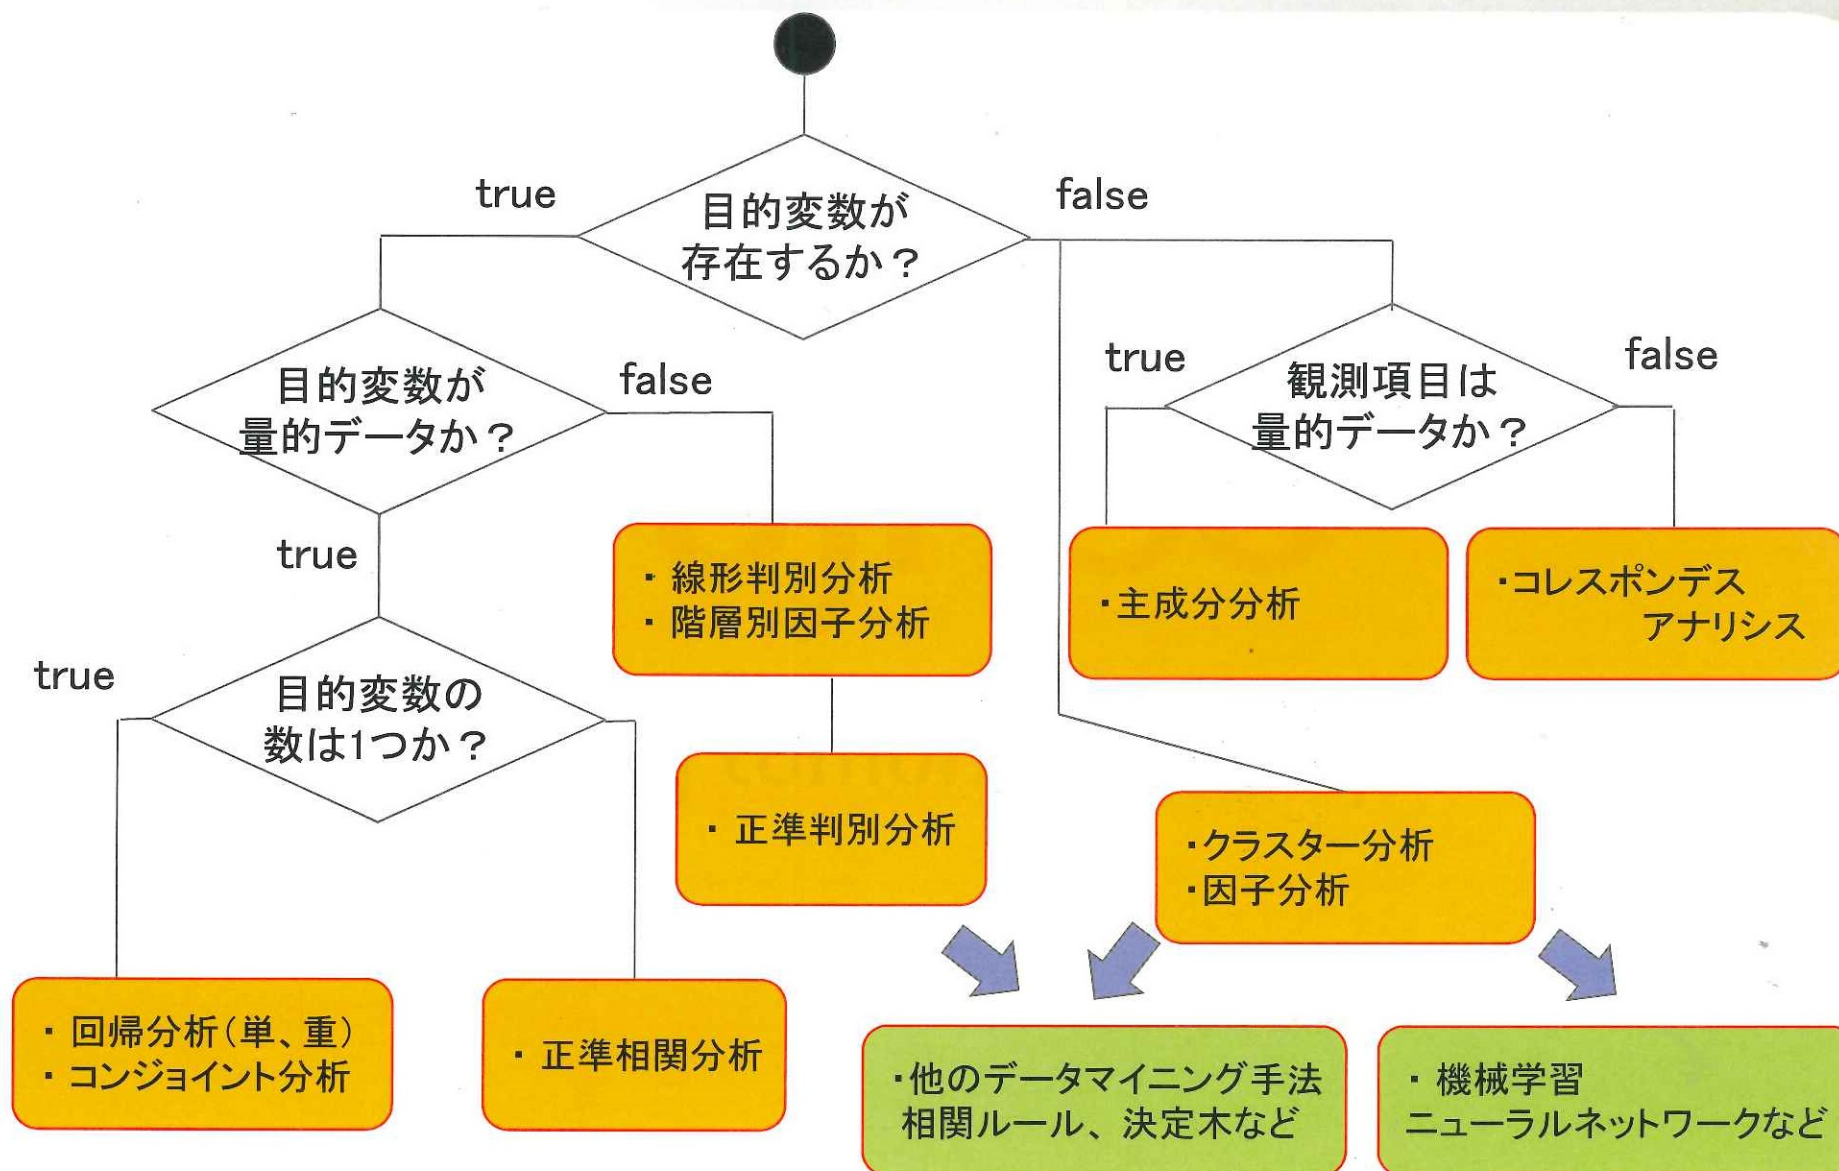 true
目的変数が
存在するか？
false
目的変数が
量的データか？
false
true
観測項目は
量的データか？
false
true
・ 線形判別分析
・ 階層別因子分析
・主成分分析
・コレスポンデス
アナリシス
true
目的変数の
数は1つか？
・ 正準判別分析
・クラスター分析
・因子分析
・ 回帰分析（単、重）
・ コンジョイント分析
・ 正準相関分析
・他のデータマイニング手法
相関ルール、決定木など
・ 機械学習
ニューラルネットワークなど